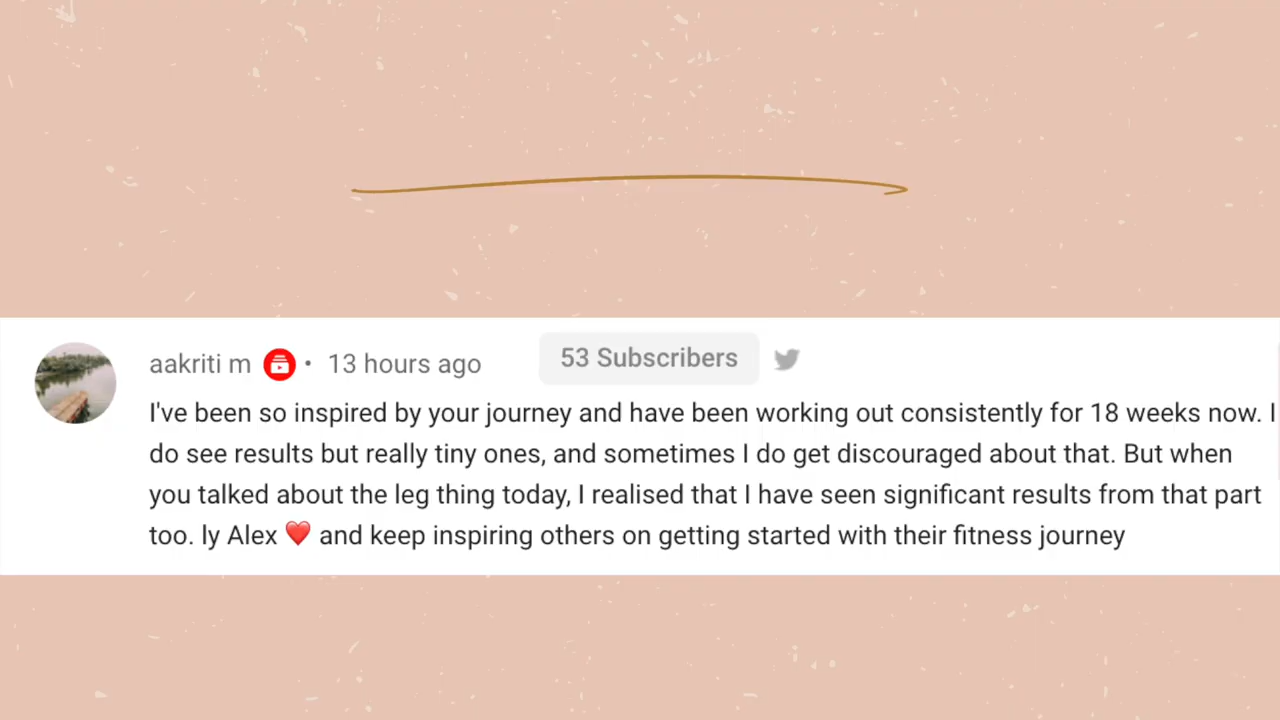 aakriti m • 13 hours ago 53 Subscribers
I've been so inspired by your journey and have been working out consistently for 18 weeks now. I
do see results but really tiny ones, and sometimes I do get discouraged about that. But when
you talked about the leg thing today, I realised that I have seen significant results from that part
too. ly Alex ❤️ and keep inspiring others on getting started with their fitness journey